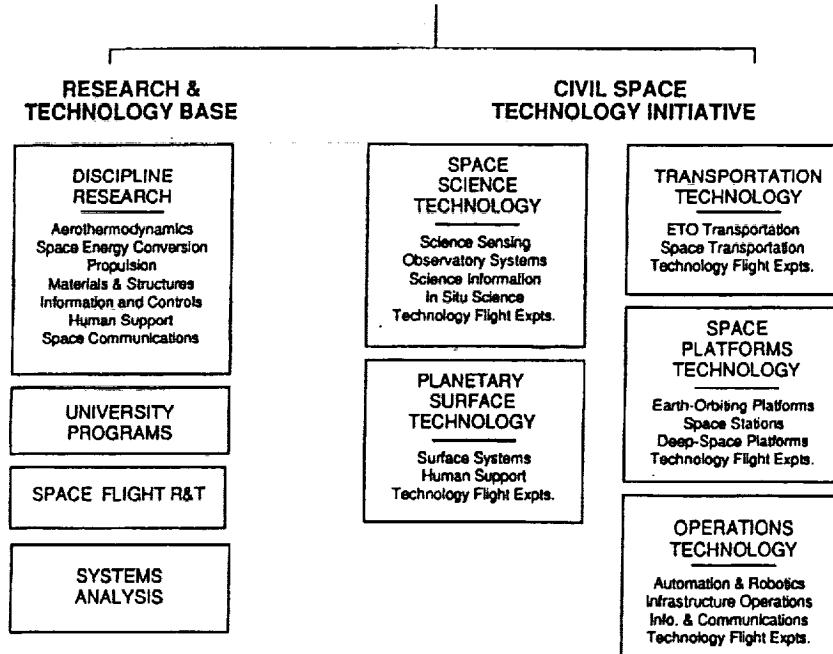 RESEARCH &
TECHNOLOGY BASE
DISCIPLINE
RESEARCH
Aerothermodynamics
Space Energy Conversion
Propulsion
Materials & Structures
Information and Controls
Human Support
Space Communications
UNIVERSITY
PROGRAMS
SPACE FLIGHT R&T
SYSTEMS
ANALYSIS
CIVIL SPACE
TECHNOLOGY INITIATIVE
SPACE
SCIENCE
TECHNOLOGY
Science Sensing
Observatory Systems
Science Information
In Situ Science
Technology Flight Expts.
PLANETARY
SURFACE
TECHNOLOGY
Surface Systems
Human Support
Technology Flight Expts.
TRANSPORTATION
TECHNOLOGY
ETO Transportation
Space Transportation
Technology Flight Expts.
SPACE
PLATFORMS
TECHNOLOGY
Earth-Orbiting Platforms
Space Stations
Deep-Space Platforms
Technology Flight Expts.
OPERATIONS
TECHNOLOGY
Automation & Robotics
Infrastructure Operations
Info. & Communications
Technology Flight Expts.